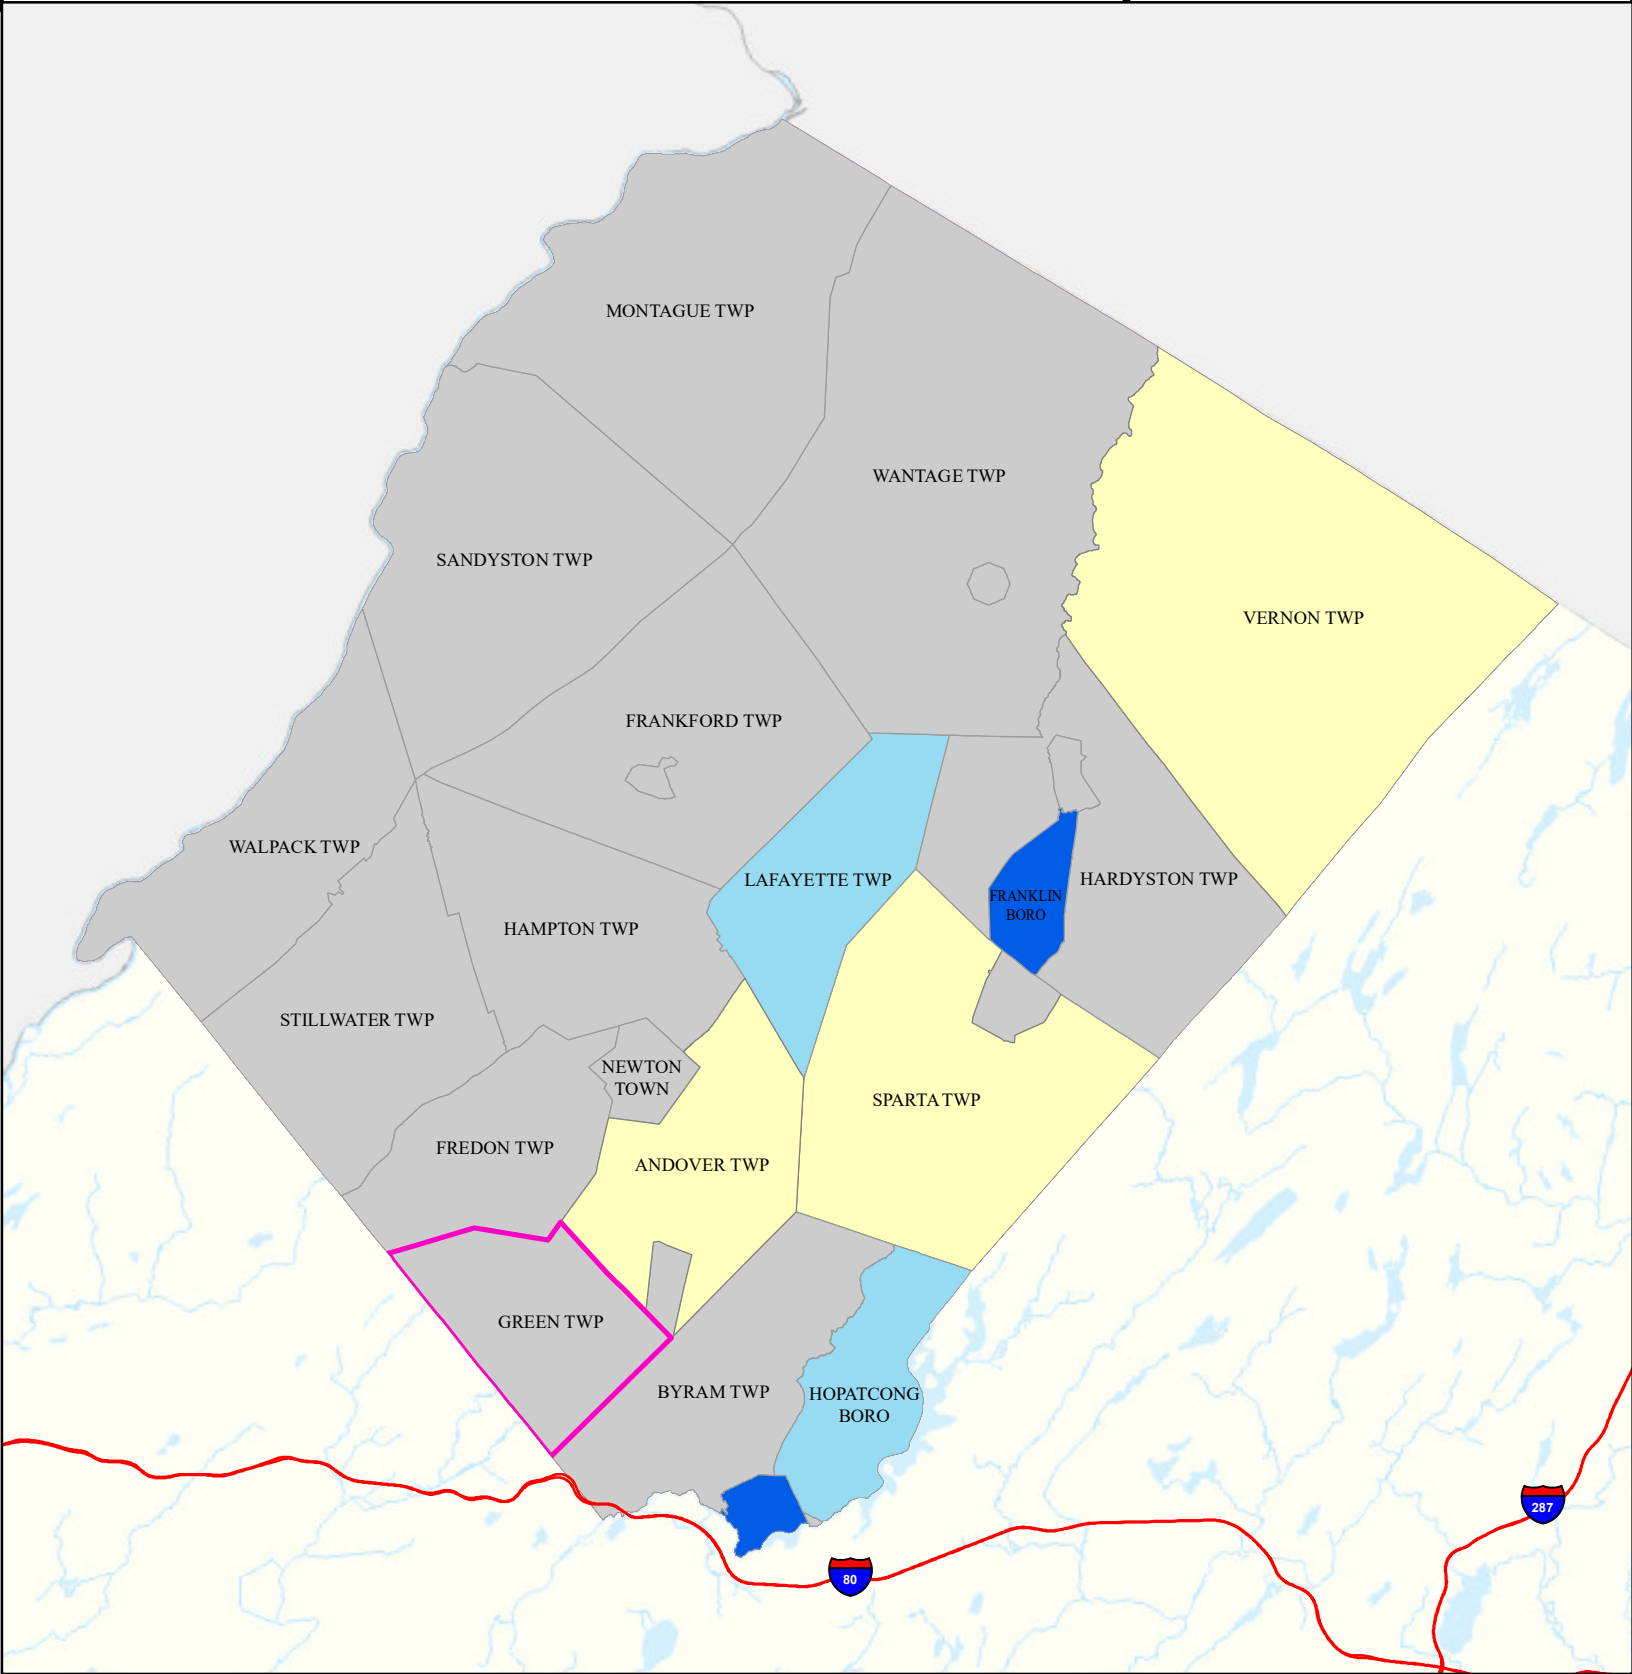 MONTAGUE TWP
WANTAGE TWP
SANDYSTON TWP
VERNON TWP
FRANKFORD TWP
WALPACK TWP
LAFAYETTE TWP
HARDYSTON TWP
FRANKLIN
BORO
HAMPTON TWP
STILLWATER TWP
NEWTON
TOWN
SPARTA TWP
FREDON TWP
ANDOVER TWP
GREEN TWP
BYRAM TWP
HOPATCONG
BORO
287
80